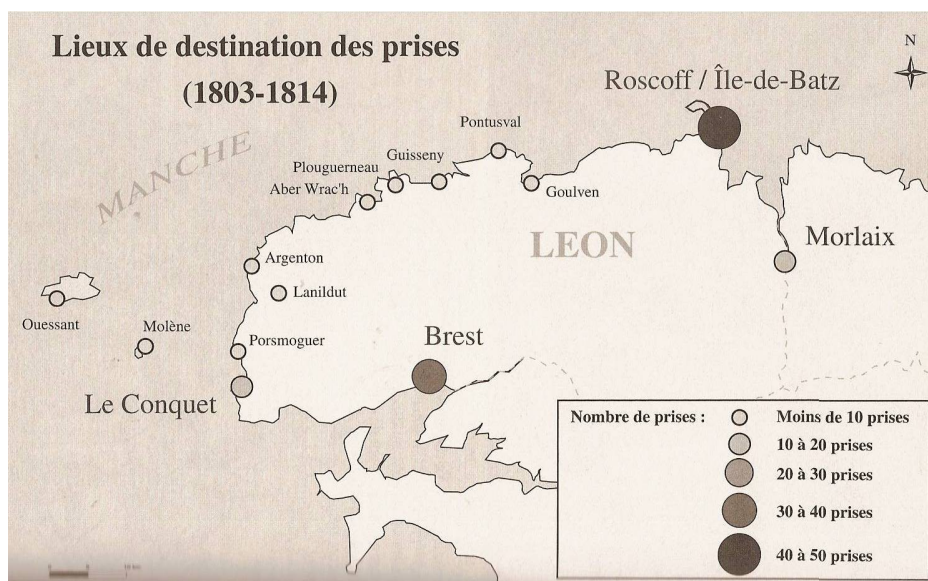 Lieux de destination des prises
(1803-1814)
N
Roscoff / Île-de-Batz
MANCHE
Pontusval
Guisseny
Plouguerneau
Aber Wrac'h
Goulven
LEON
Morlaix
Argenton
Lanildut
Ouessant
Molène
Porsmoguer
Brest
Le Conquet
Nombre de prises :
Moins de 10 prises
10 à 20 prises
20 à 30 prises
30 à 40 prises
40 à 50 prises